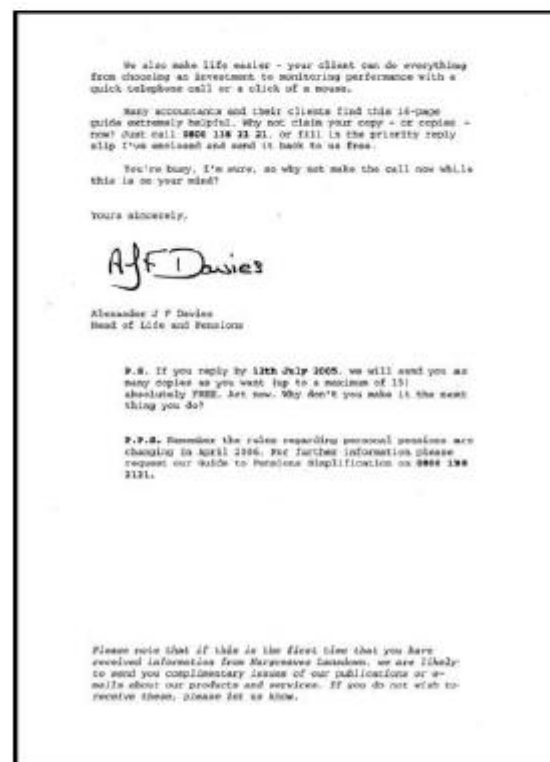 We also make life easier - your client can do everything
from choosing an investment to monitoring performance with a
quick telephone call or a click of a mouse.
Many accountants and their clients find this 16-page
guide extremely helpful. Why not claim your copy - or copies -
now? Just call 0800 138 21 21, or fill in the priority reply
slip I've enclosed and send it back to us free.
You're busy, I'm sure, so why not make the call now while
this is on your mind?
Yours sincerely,
AJF Davies
Alexander J F Davies
Head of Life and Pensions
P.S. If you reply by 12th July 2005, we will send you as
many copies as you want (up to a maximum of 15)
absolutely FREE. Act now. Why don't you make it the next
thing you do?
P.P.S. Remember the rules regarding personal pensions are
changing in April 2006. For further information please
request our Guide to Pensions Simplification on 0800 138
2121.
Please note that if this is the first time that you have
received information from Hargreaves Lansdown, we are likely
to send you complimentary issues of our publications or e-
mails about our products and services. If you do not wish to
receive these, please let us know.